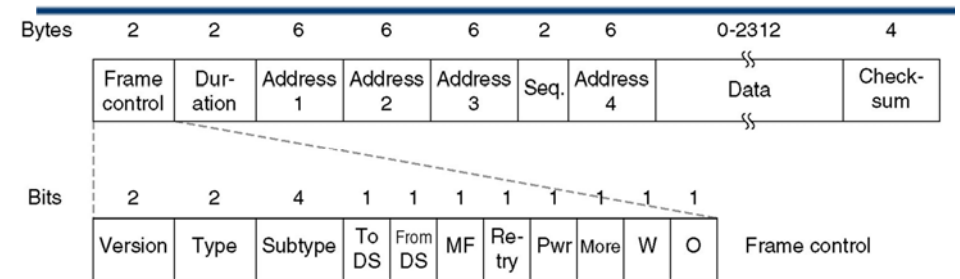 Bytes 2 2 6 6 6 2 6 0-2312 4
Frame control Dur- ation Address 1 Address 2 Address 3 Seq. Address 4 Data Check- sum
Bits 2 2 4 1 1 1 1 1 1 1 1
Version Type Subtype To DS From DS MF Re- try Pwr More W O Frame control